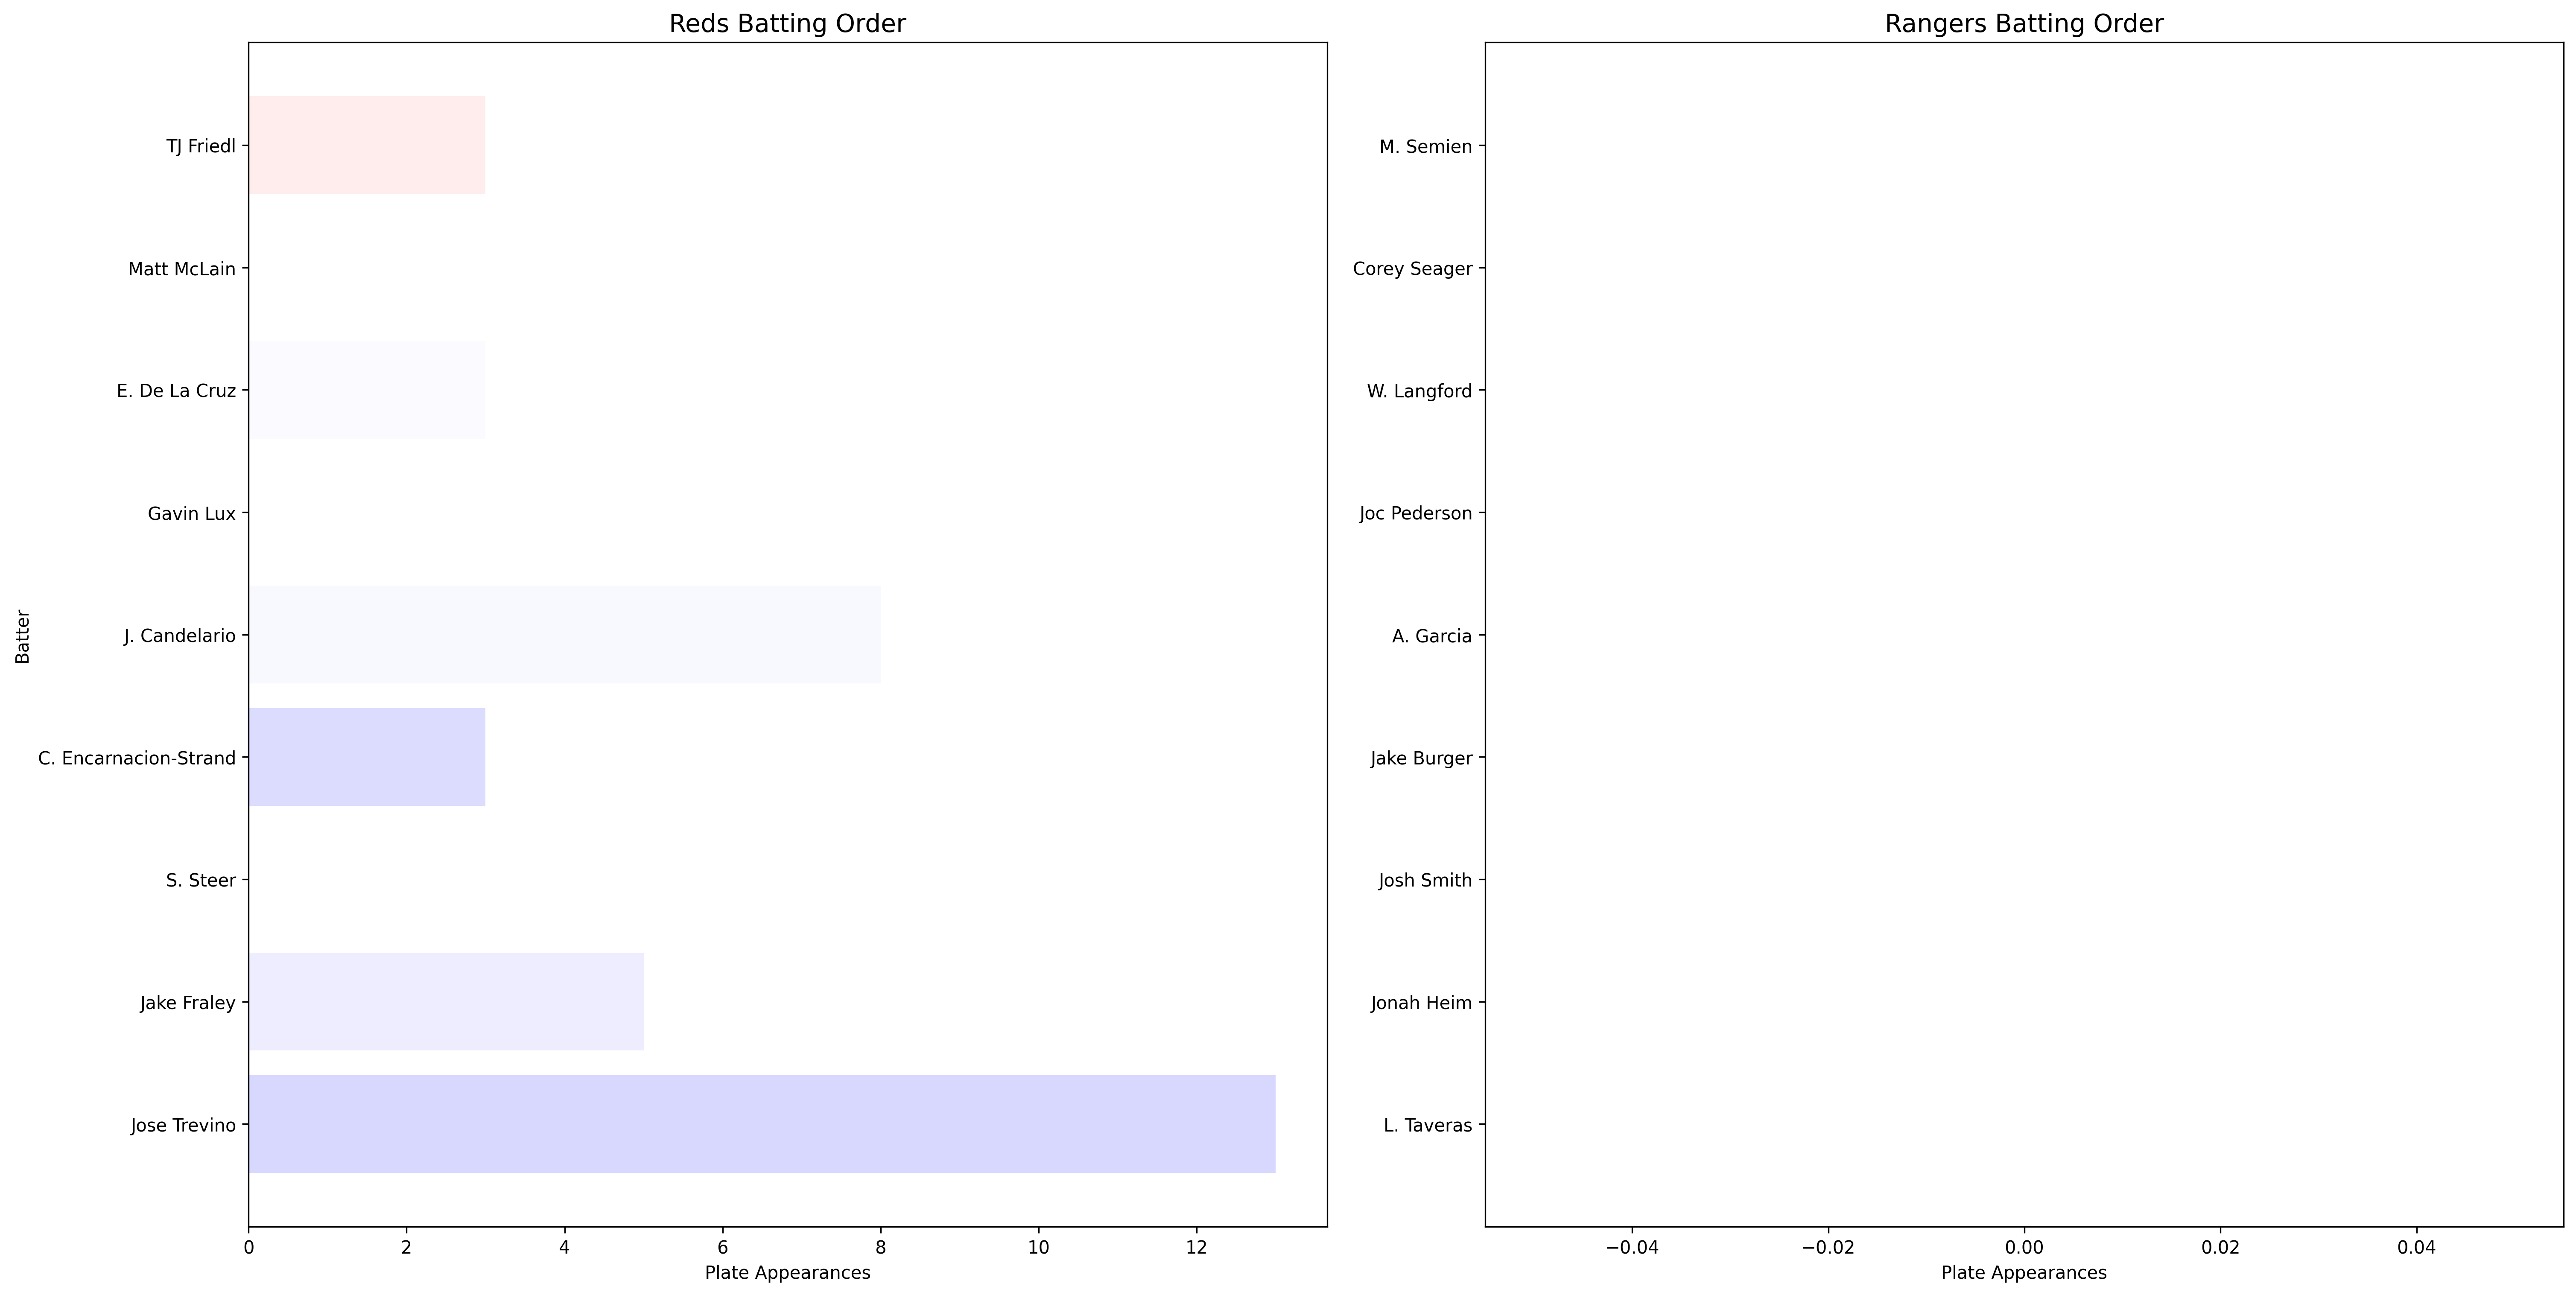 Reds Batting Order
Batter
TJ Friedl
Matt McLain
E. De La Cruz
Gavin Lux
J. Candelario
C. Encarnacion-Strand
S. Steer
Jake Fraley
Jose Trevino
0 2 4 6 8 10 12
Plate Appearances
Rangers Batting Order
M. Semien
Corey Seager
W. Langford
Joc Pederson
A. Garcia
Jake Burger
Josh Smith
Jonah Heim
L. Taveras
−0.04 −0.02 0.00 0.02 0.04
Plate Appearances